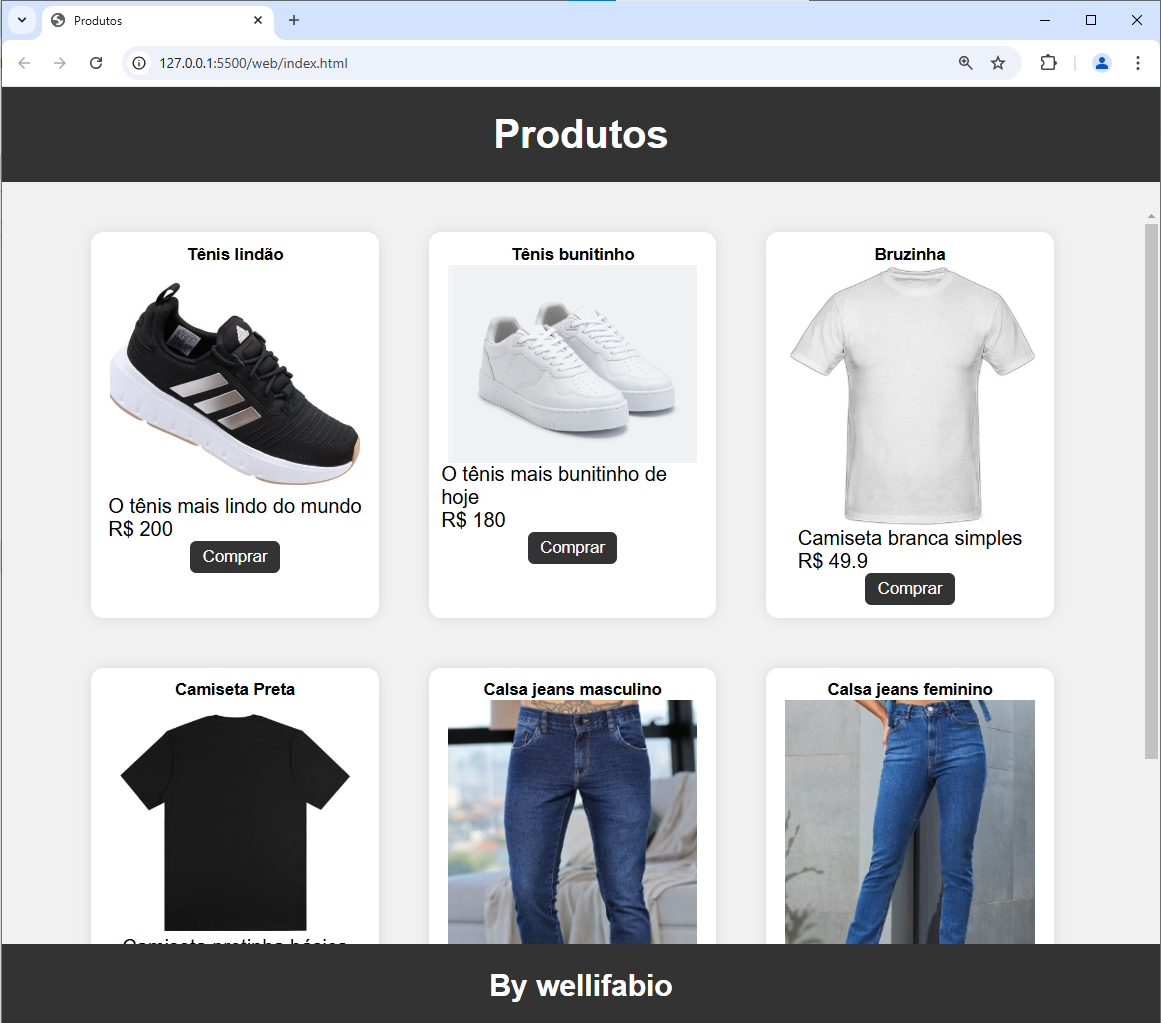 Produtos
127.0.0.1:5500/web/index.html
Produtos
Tênis lindão
O tênis mais lindo do mundo
R$ 200
Comprar
Tênis bunitinho
O tênis mais bunitinho de
hoje
R$ 180
Comprar
Bruzinha
Camiseta branca simples
R$ 49.9
Comprar
Camiseta Preta
Calsa jeans masculino
Calsa jeans feminino
By wellifabio